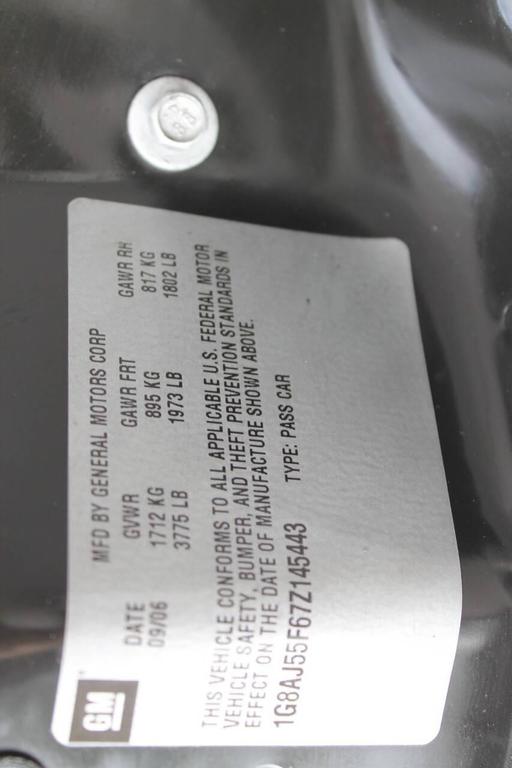 GM
MFD BY GENERAL MOTORS CORP
DATE GVWR GAWR FRT GAWR RH
09/06 1712 KG 895 KG 817 KG
3775 LB 1973 LB 1802 LB
THIS VEHICLE CONFORMS TO ALL APPLICABLE U.S. FEDERAL MOTOR
VEHICLE SAFETY, BUMPER, AND THEFT PREVENTION STANDARDS IN
EFFECT ON THE DATE OF MANUFACTURE SHOWN ABOVE.
1G8AJ55F67Z145443 TYPE: PASS CAR